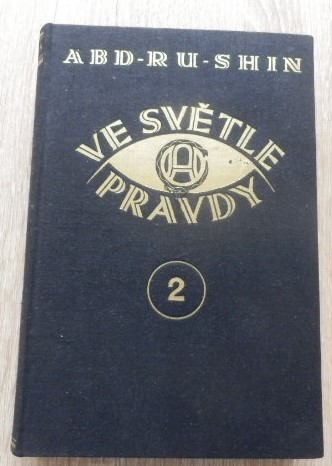 ABD-RU-SHIN
VE SVĚTLE
PRAVDY
2